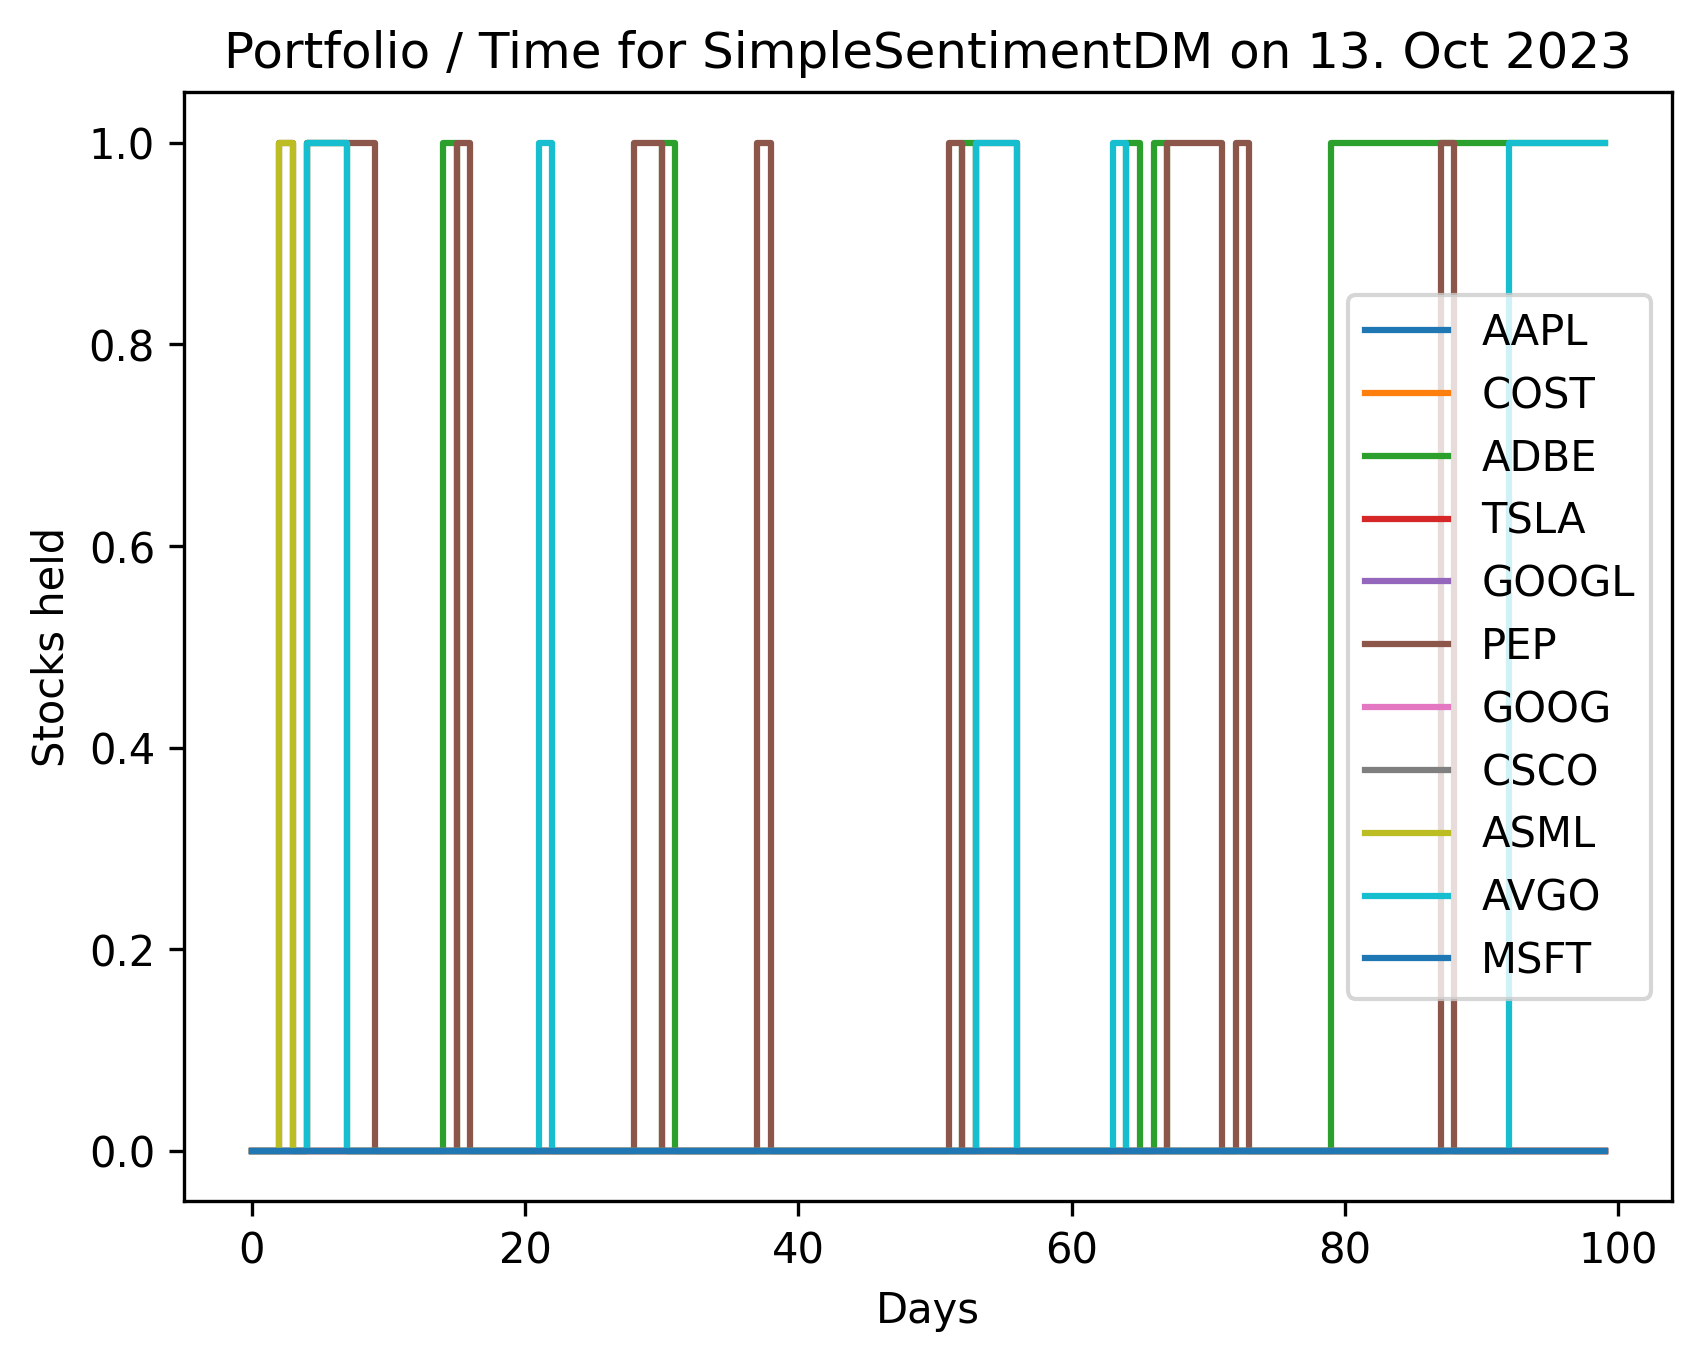 Portfolio / Time for SimpleSentimentDM on 13. Oct 2023
1.0
0.8
0.6
0.4
0.2
0.0
Stocks held
AAPL
COST
ADBE
TSLA
GOOGL
PEP
GOOG
CSCO
ASML
AVGO
MSFT
0 20 40 60 80 100
Days